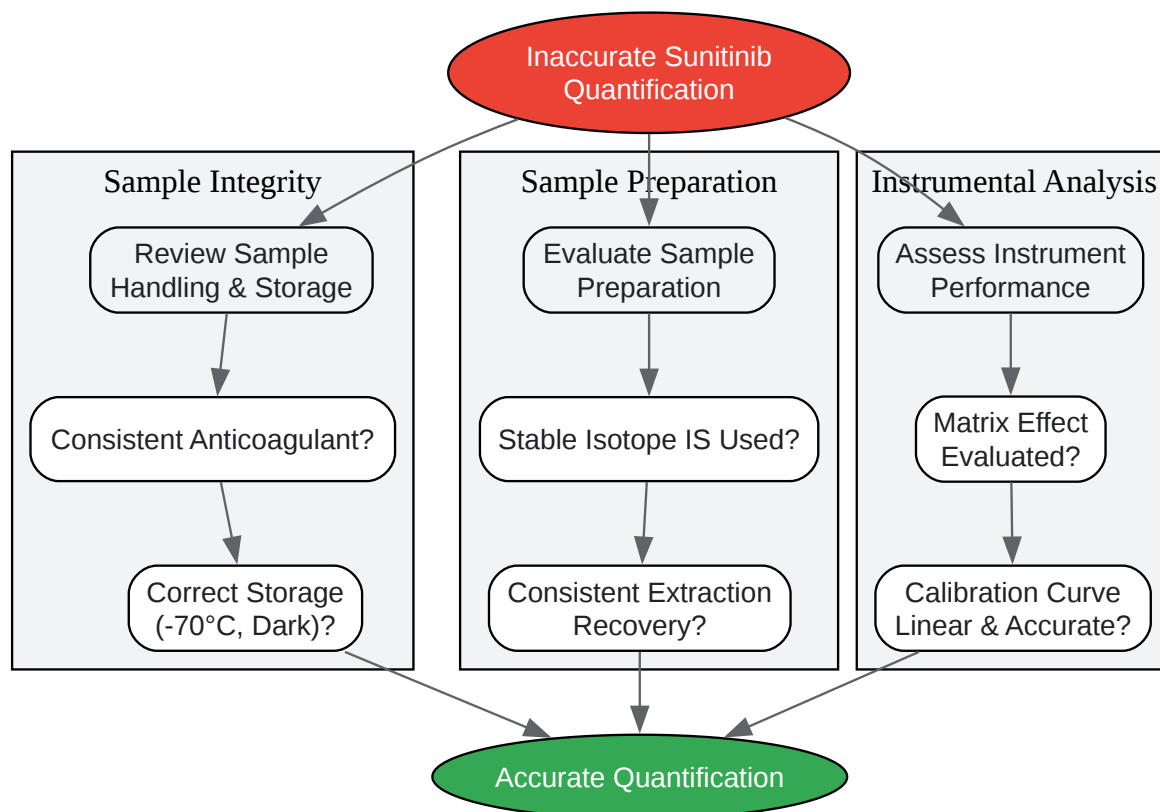 Inaccurate Sunitinib
Quantification
Sample Integrity
Review Sample
Handling & Storage
Consistent Anticoagulant?
Correct Storage
(-70°C, Dark)?
Sample Preparation
Evaluate Sample
Preparation
Stable Isotope IS Used?
Consistent Extraction
Recovery?
Instrumental Analysis
Assess Instrument
Performance
Matrix Effect
Evaluated?
Calibration Curve
Linear & Accurate?
Accurate Quantification